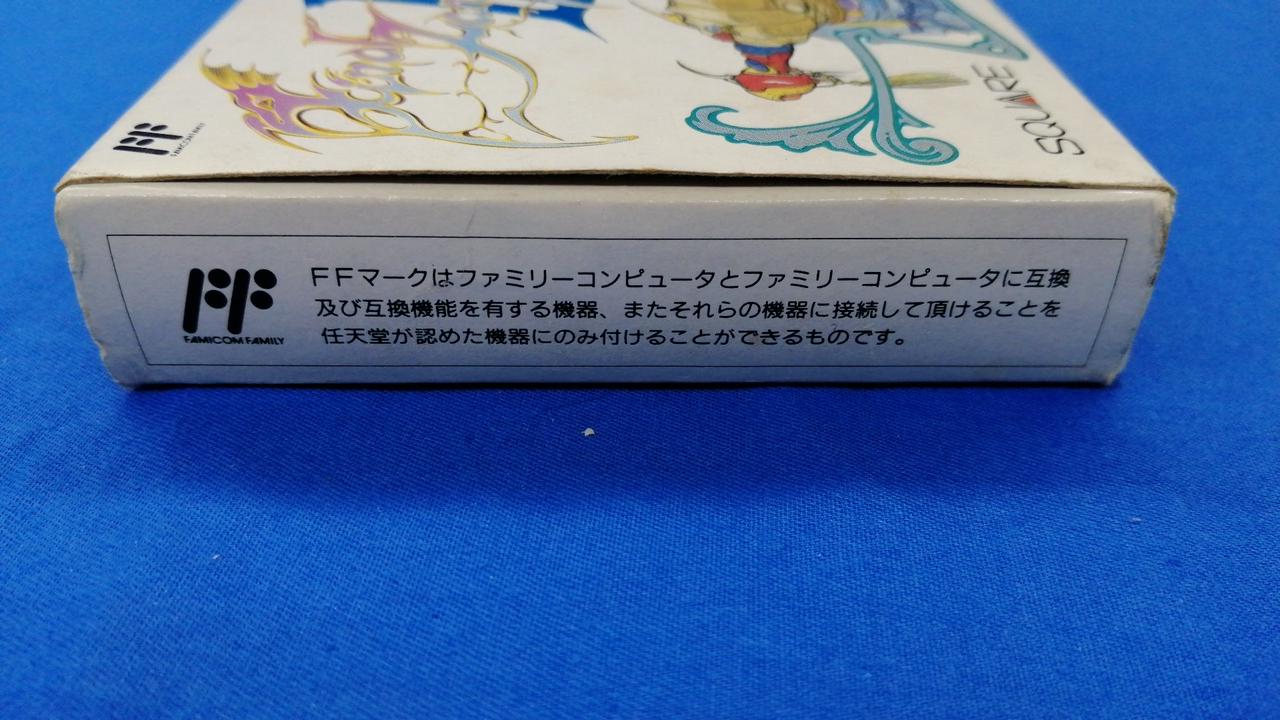 SQUARE
FF
FAMICOM FAMILY
FFマークはファミリーコンピュータとファミリーコンピュータに互換
及び互換機能を有する機器、またそれらの機器に接続して頂けることを
任天堂が認めた機器にのみ付けることができるものです。
FF
FAMICOM FAMILY